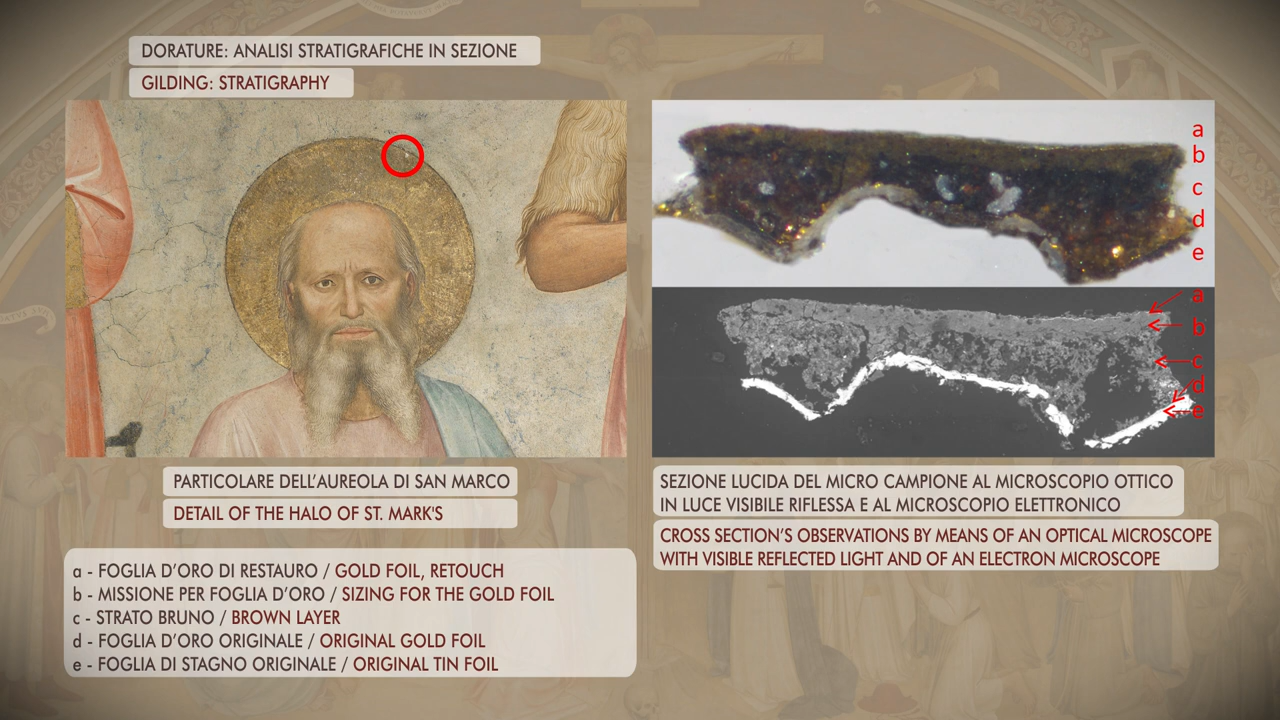 DORATURE: ANALISI STRATIGRAFICHE IN SEZIONE
GILDING: STRATIGRAPHY
a
b
c
d
e
a
b
c
d
e
PARTICOLARE DELL'AUREOLA DI SAN MARCO
DETAIL OF THE HALO OF ST. MARK'S
SEZIONE LUCIDA DEL MICRO CAMPIONE AL MICROSCOPIO OTTICO
IN LUCE VISIBILE RIFLESSA E AL MICROSCOPIO ELETTRONICO
CROSS SECTION'S OBSERVATIONS BY MEANS OF AN OPTICAL MICROSCOPE
WITH VISIBLE REFLECTED LIGHT AND OF AN ELECTRON MICROSCOPE
a - FOGLIA D'ORO DI RESTAURO / GOLD FOIL, RETOUCH
b - MISSIONE PER FOGLIA D'ORO / SIZING FOR THE GOLD FOIL
c - STRATO BRUNO / BROWN LAYER
d - FOGLIA D'ORO ORIGINALE / ORIGINAL GOLD FOIL
e - FOGLIA DI STAGNO ORIGINALE / ORIGINAL TIN FOIL